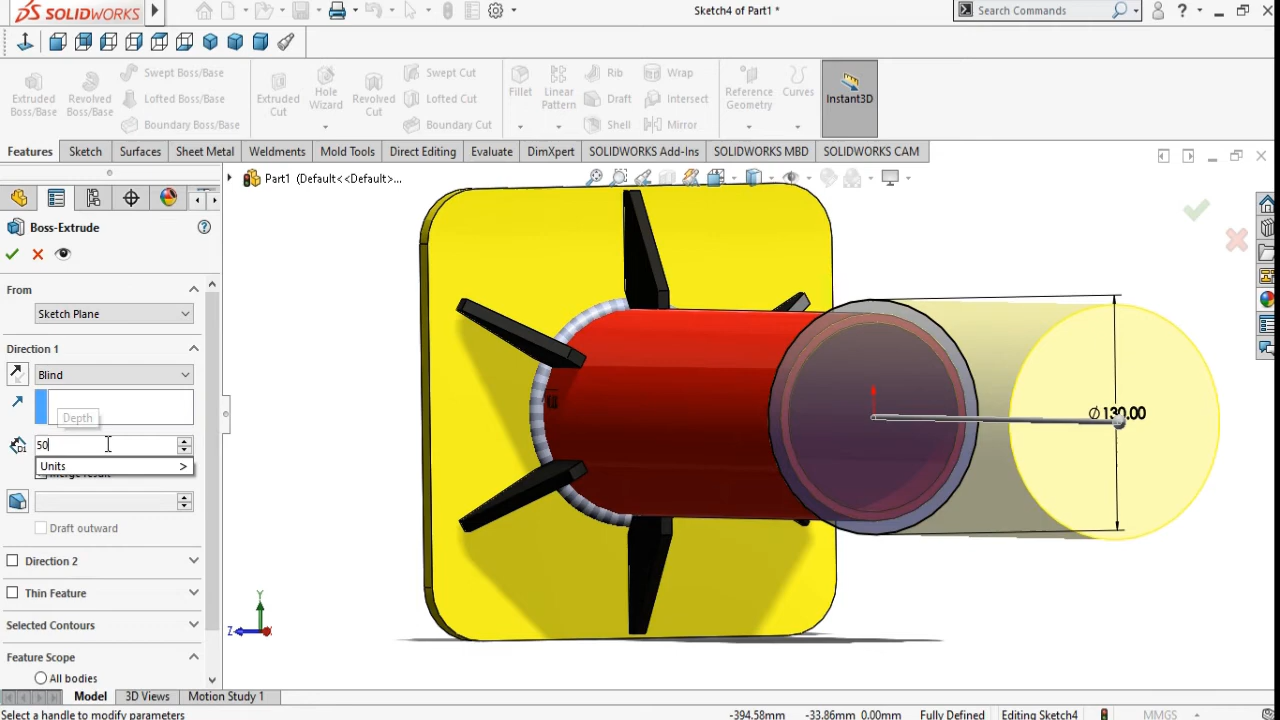 SOLIDWORKS
Sketch4 of Part1 *
Search Commands
Extruded Boss/Base
Revolved Boss/Base
Swept Boss/Base
Lofted Boss/Base
Boundary Boss/Base
Extruded Cut
Hole Wizard
Revolved Cut
Swept Cut
Lofted Cut
Boundary Cut
Fillet
Linear Pattern
Rib
Draft
Shell
Wrap
Intersect
Mirror
Reference Geometry
Curves
Instant3D
Features Sketch Surfaces Sheet Metal Weldments Mold Tools Direct Editing Evaluate DimXpert SOLIDWORKS Add-Ins SOLIDWORKS MBD SOLIDWORKS CAM
Part1 (Default<<Default>...
Boss-Extrude
From
Sketch Plane
Direction 1
Blind
Depth
D1
50
Units >
Merge result
Draft outward
Direction 2
Thin Feature
Selected Contours
Feature Scope
All bodies
Ø130.00
Y
Z
Model 3D Views Motion Study 1
Select a handle to modify parameters
-394.58mm -33.86mm 0.00mm Fully Defined Editing Sketch4 MMGS